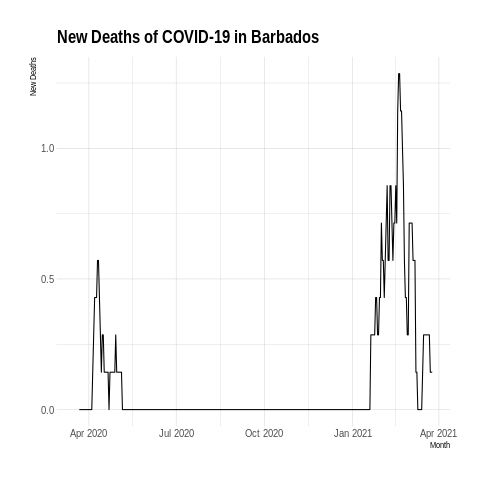 New Deaths of COVID-19 in Barbados
New Deaths
1.0
0.5
0.0
Apr 2020 Jul 2020 Oct 2020 Jan 2021 Apr 2021
Month